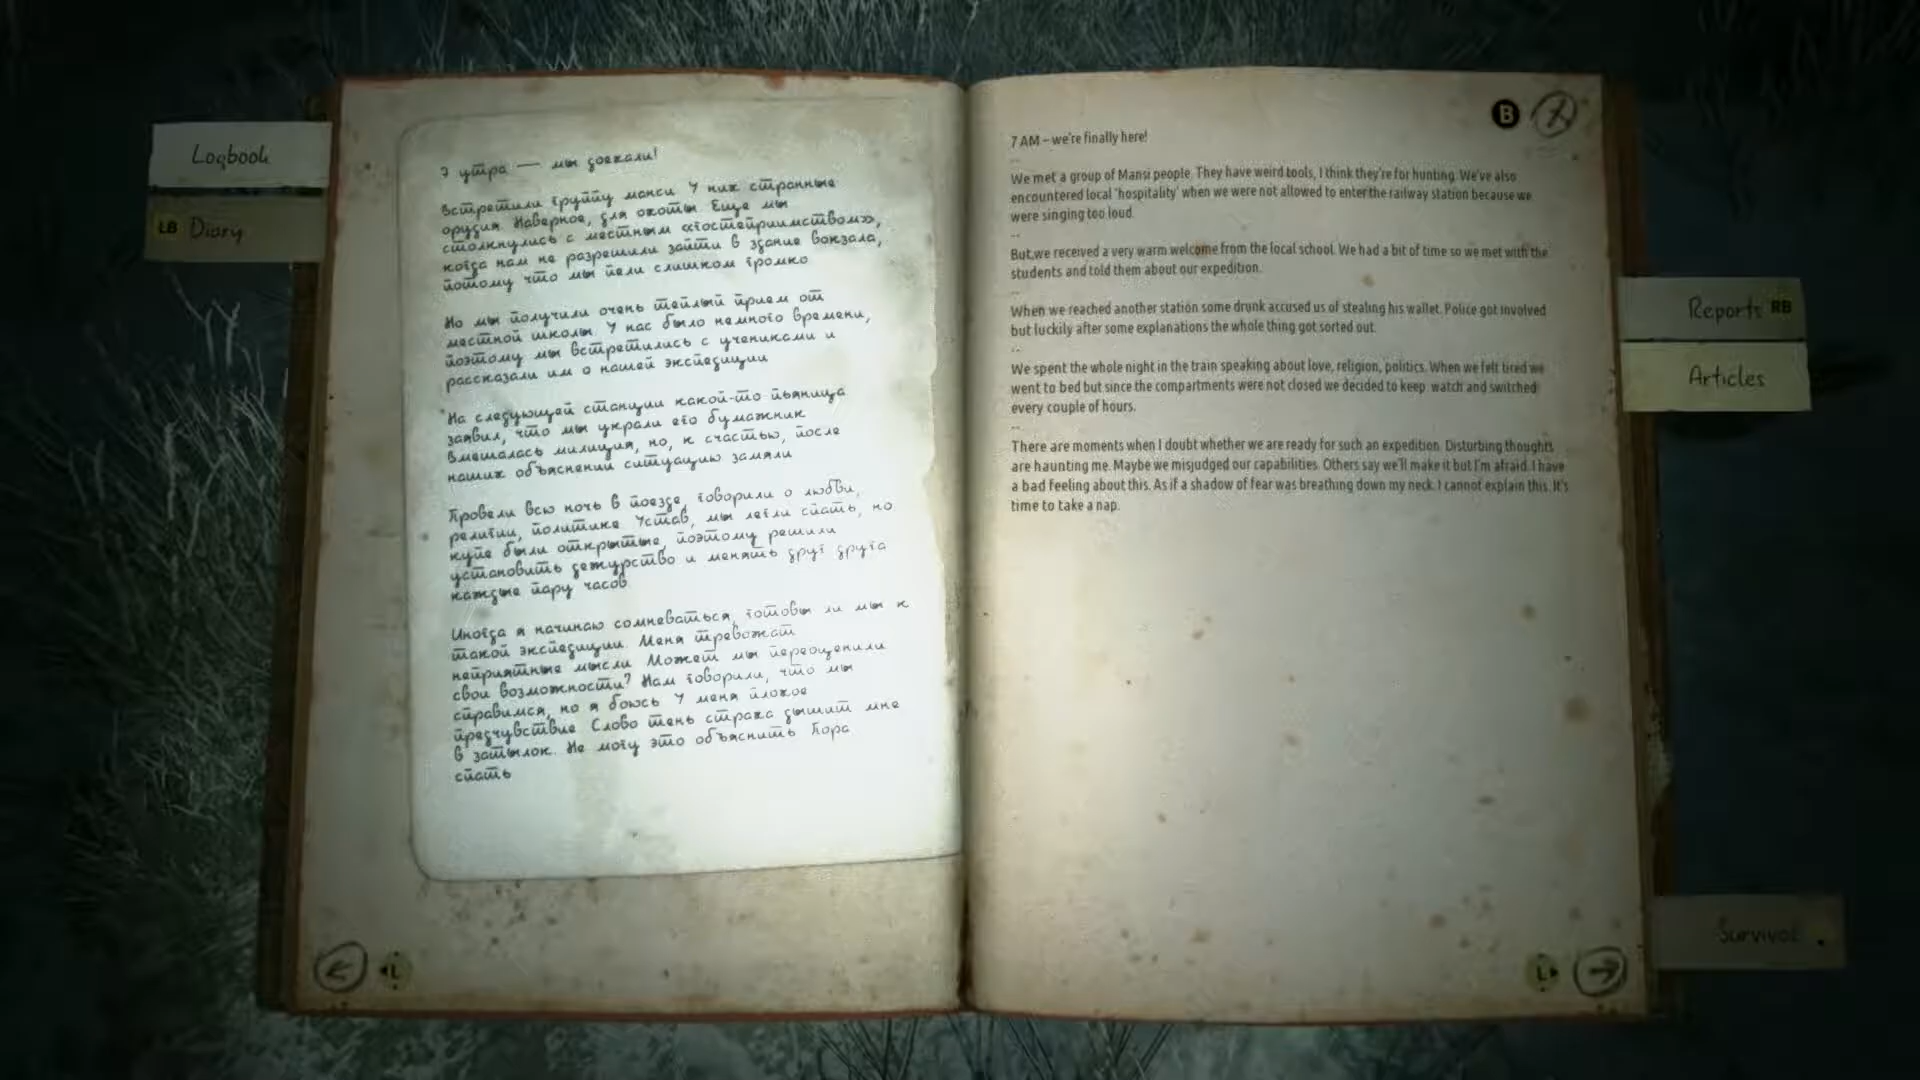 Logbook
LB Diary
7 утра — мы доехали!
Встретили группу манси У них странные
орудия. Наверное, для охоты. Еще мы
столкнулись с местным «гостеприимством»,
когда нам не разрешили зайти в здание вокзала,
потому что мы пели слишком громко
Но мы получили очень теплый прием от
местной школы. У нас было немного времени,
поэтому мы встретились с учениками и
рассказали им о нашей экспедиции
На следующей станции какой-то пьяница
заявил, что мы украли его бумажник
Вмешалась милиция, но, к счастью, после
наших объяснений ситуацию замяли
Провели всю ночь в поезде, говорили о любви,
религии, политике. Устав, мы легли спать, но
купе были открытые, поэтому решили
установить дежурство и менять друг друга
каждые пару часов
Иногда я начинаю сомневаться, готовы ли мы к
такой экспедиции. Меня тревожат
неприятные мысли Может мы переоценили
свои возможности? Нам говорили, что мы
справимся, но я боюсь У меня плохое
предчувствие Слово тень страха дышит мне
в затылок. Не могу это объяснить Пора
спать
L
B X
7 AM – we're finally here!
--
We met a group of Mansi people. They have weird tools, I think they're for hunting. We've also
encountered local 'hospitality' when we were not allowed to enter the railway station because we
were singing too loud.
--
But,we received a very warm welcome from the local school. We had a bit of time so we met with the
students and told them about our expedition.
--
When we reached another station some drunk accused us of stealing his wallet. Police got involved
but luckily after some explanations the whole thing got sorted out.
--
We spent the whole night in the train speaking about love, religion, politics. When we felt tired we
went to bed but since the compartments were not closed we decided to keep watch and switched
every couple of hours.
--
There are moments when I doubt whether we are ready for such an expedition. Disturbing thoughts
are haunting me. Maybe we misjudged our capabilities. Others say we'll make it but I'm afraid. I have
a bad feeling about this. As if a shadow of fear was breathing down my neck. I cannot explain this. It's
time to take a nap.
L
Reports RB
Articles
Survival